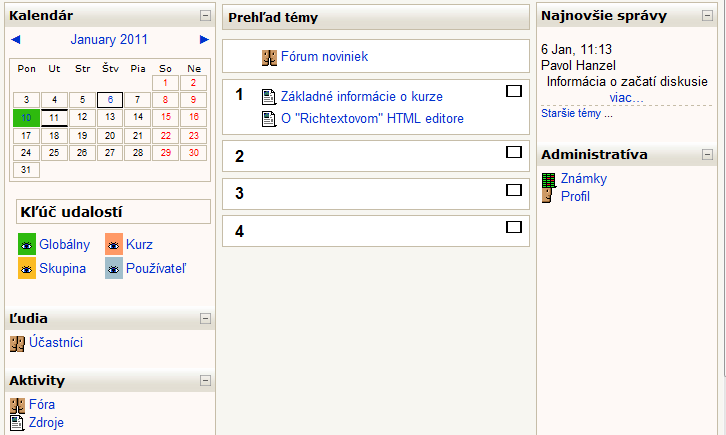 Kalendár
January 2011
Pon Ut Str Štv Pia So Ne
1 2
3 4 5 6 7 8 9
10 11 12 13 14 15 16
17 18 19 20 21 22 23
24 25 26 27 28 29 30
31
Kľúč udalostí
Globálny Kurz
Skupina Používateľ
Ľudia
Účastníci
Aktivity
Fóra
Zdroje
Prehľad témy
Fórum noviniek
1 Základné informácie o kurze
O "Richtextovom" HTML editore
2
3
4
Najnovšie správy
6 Jan, 11:13
Pavol Hanzel
Informácia o začatí diskusie
viac...
Staršie témy ...
Administratíva
Známky
Profil